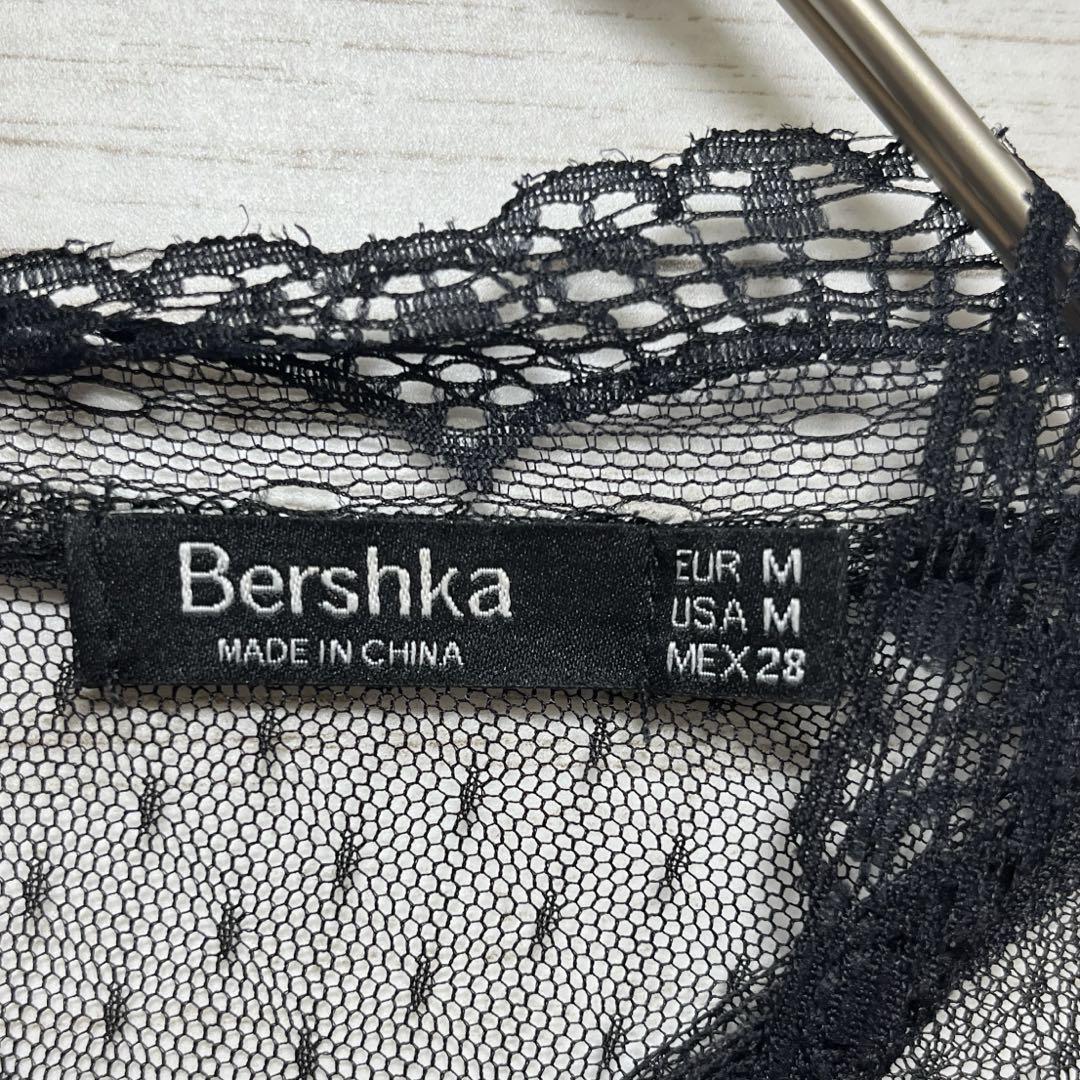 Bershka
MADE IN CHINA
EUR M
USA M
MEX 28